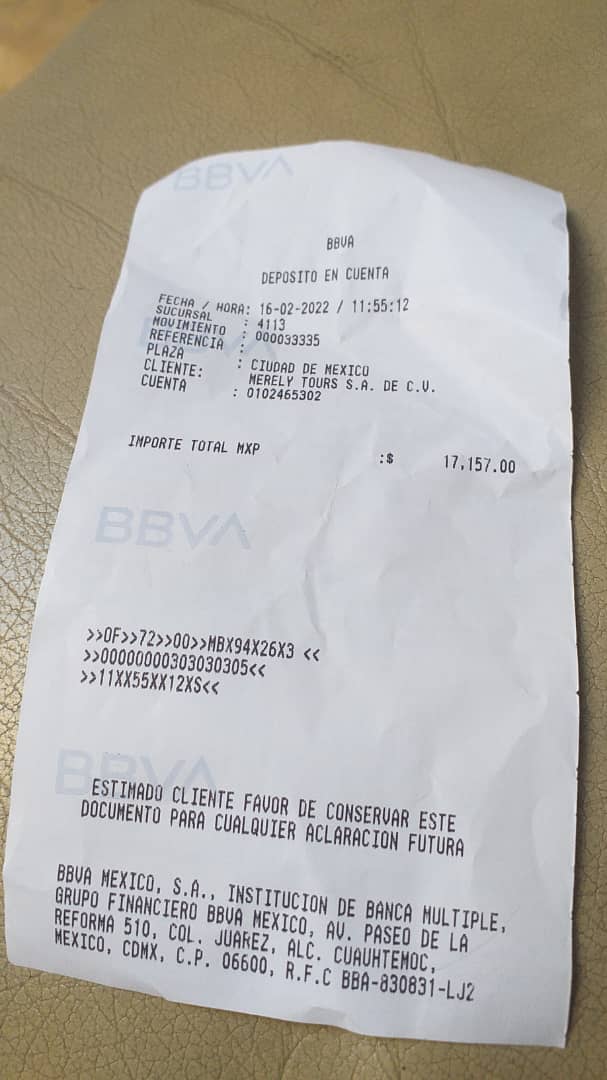 BBVA
BBVA
DEPOSITO EN CUENTA
FECHA / HORA: 16-02-2022 / 11:55:12
SUCURSAL : 4113
MOVIMIENTO : 000033335
REFERENCIA :
PLAZA : CIUDAD DE MEXICO
CLIENTE: MERELY TOURS S.A. DE C.V.
CUENTA : 0102465302
IMPORTE TOTAL MXP :$ 17,157.00
BBVA
>>OF>>72>>00>>MBX94X26X3 <<
>>00000000303030305<<
>>11XX55XX12XS<<
BBVA
ESTIMADO CLIENTE FAVOR DE CONSERVAR ESTE
DOCUMENTO PARA CUALQUIER ACLARACION FUTURA
BBVA MEXICO, S.A., INSTITUCION DE BANCA MULTIPLE,
GRUPO FINANCIERO BBVA MEXICO, AV. PASEO DE LA
REFORMA 510, COL. JUAREZ, ALC. CUAUHTEMOC,
MEXICO, CDMX, C.P. 06600, R.F.C BBA-830831-LJ2